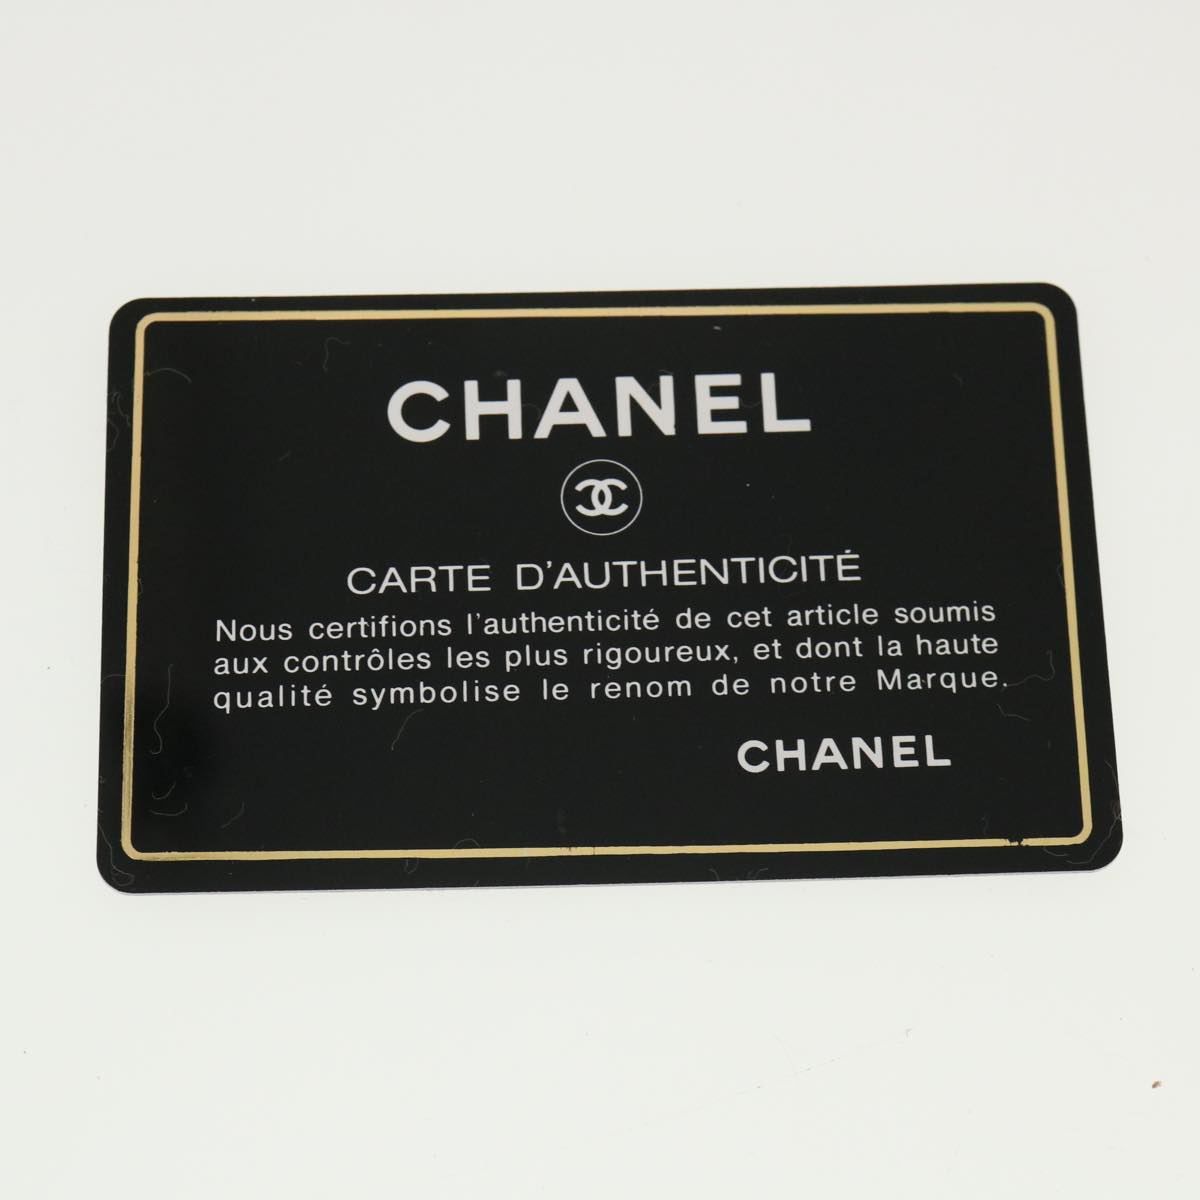 CHANEL
CARTE D'AUTHENTICITÉ
Nous certifions l'authenticité de cet article soumis
aux contrôles les plus rigoureux, et dont la haute
qualité symbolise le renom de notre Marque.
CHANEL